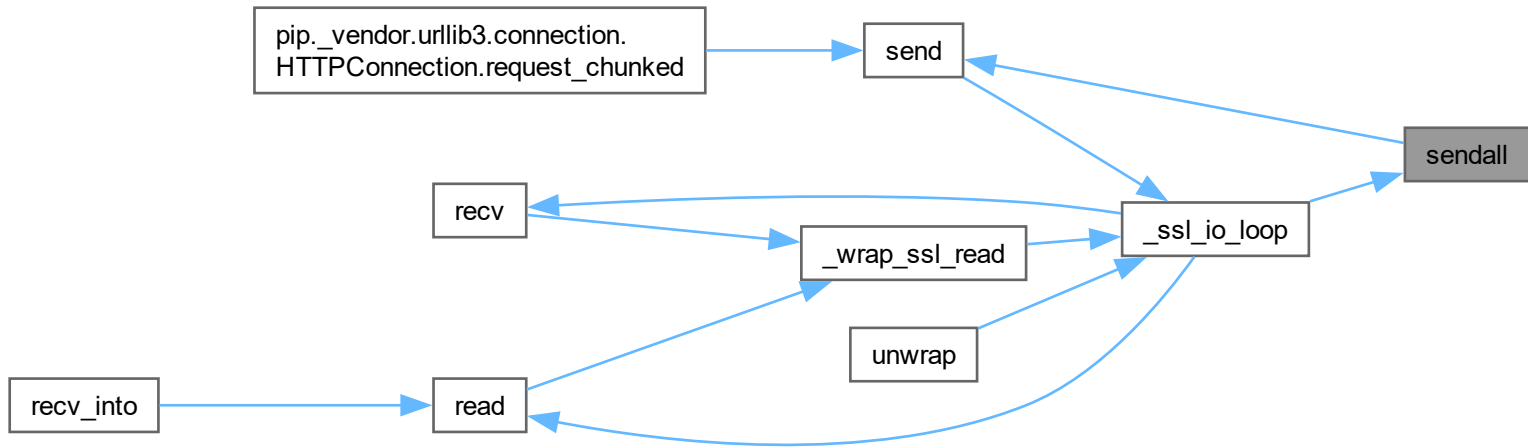 pip._vendor.urllib3.connection.
HTTPConnection.request_chunked
send
sendall
recv
_ssl_io_loop
_wrap_ssl_read
unwrap
recv_into
read